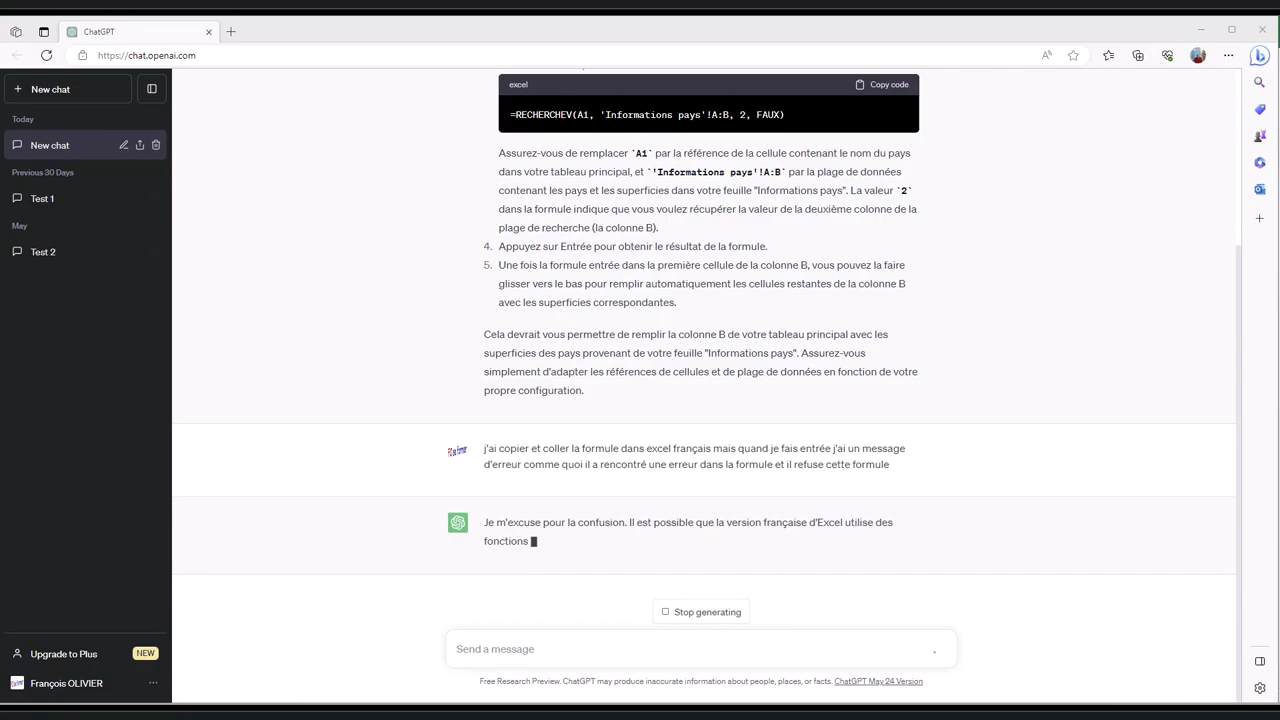 ChatGPT
https://chat.openai.com
New chat
Today
New chat
Previous 30 Days
Test 1
May
Test 2
Upgrade to Plus NEW
François OLIVIER
excel Copy code
=RECHERCHEV(A1, 'Informations pays'!A:B, 2, FAUX)
Assurez-vous de remplacer `A1` par la référence de la cellule contenant le nom du pays
dans votre tableau principal, et `'Informations pays'!A:B` par la plage de données
contenant les pays et les superficies dans votre feuille "Informations pays". La valeur `2`
dans la formule indique que vous voulez récupérer la valeur de la deuxième colonne de la
plage de recherche (la colonne B).
4. Appuyez sur Entrée pour obtenir le résultat de la formule.
5. Une fois la formule entrée dans la première cellule de la colonne B, vous pouvez la faire
glisser vers le bas pour remplir automatiquement les cellules restantes de la colonne B
avec les superficies correspondantes.
Cela devrait vous permettre de remplir la colonne B de votre tableau principal avec les
superficies des pays provenant de votre feuille "Informations pays". Assurez-vous
simplement d'adapter les références de cellules et de plage de données en fonction de votre
propre configuration.
j'ai copier et coller la formule dans excel français mais quand je fais entrée j'ai un message
d'erreur comme quoi il a rencontré une erreur dans la formule et il refuse cette formule
Je m'excuse pour la confusion. Il est possible que la version française d'Excel utilise des
fonctions
Stop generating
Send a message
Free Research Preview. ChatGPT may produce inaccurate information about people, places, or facts. ChatGPT May 24 Version